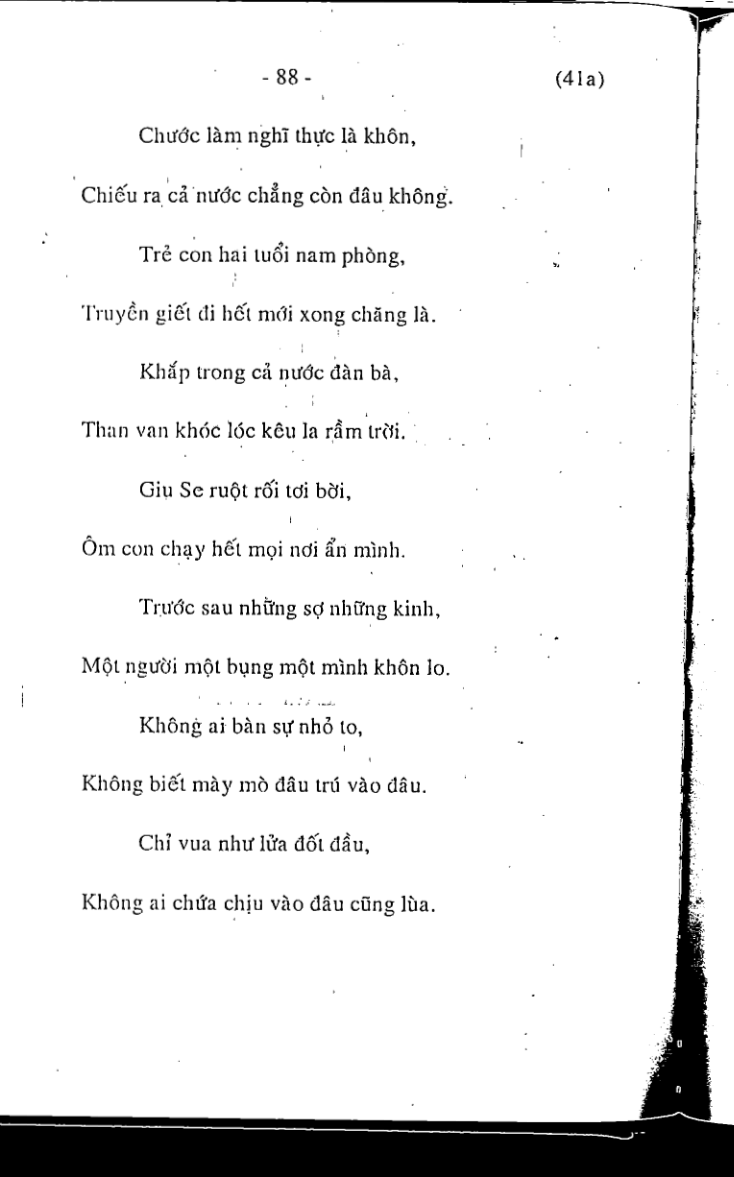 - 88 - (41a)
Chước làm nghĩ thực là khôn,
Chiếu ra cả nước chẳng còn đâu không.
Trẻ con hai tuổi nam phòng,
Truyền giết đi hết mới xong chăng là.
Khắp trong cả nước đàn bà,
Than van khóc lóc kêu la rầm trời.
Giu Se ruột rối tơi bời,
Ôm con chạy hết mọi nơi ẩn mình.
Trước sau những sợ những kinh,
Một người một bụng một mình khôn lo.
Không ai bàn sự nhỏ to,
Không biết mày mò đâu trú vào đâu.
Chỉ vua như lửa đốt đầu,
Không ai chứa chịu vào đâu cũng lùa.